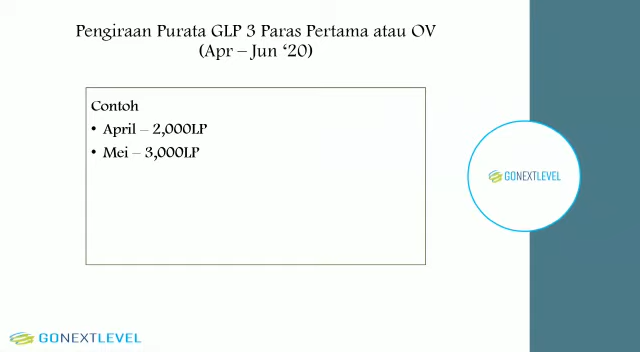 Pengiraan Purata GLP 3 Paras Pertama atau OV
(Apr – Jun ‘20)
Contoh
• April – 2,000LP
• Mei – 3,000LP
GONEXTLEVEL
GONEXTLEVEL